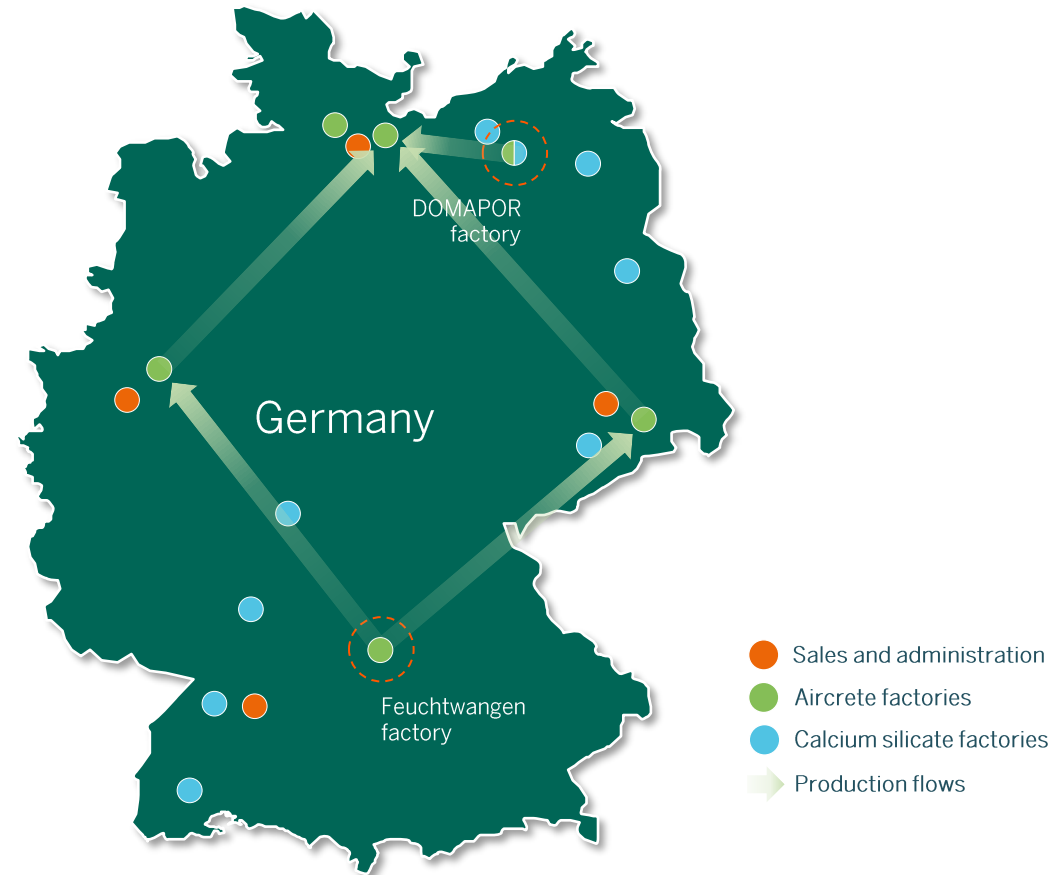 DOMAPOR
factory
Germany
Feuchtwangen
factory
Sales and administration
Aircrete factories
Calcium silicate factories
Production flows